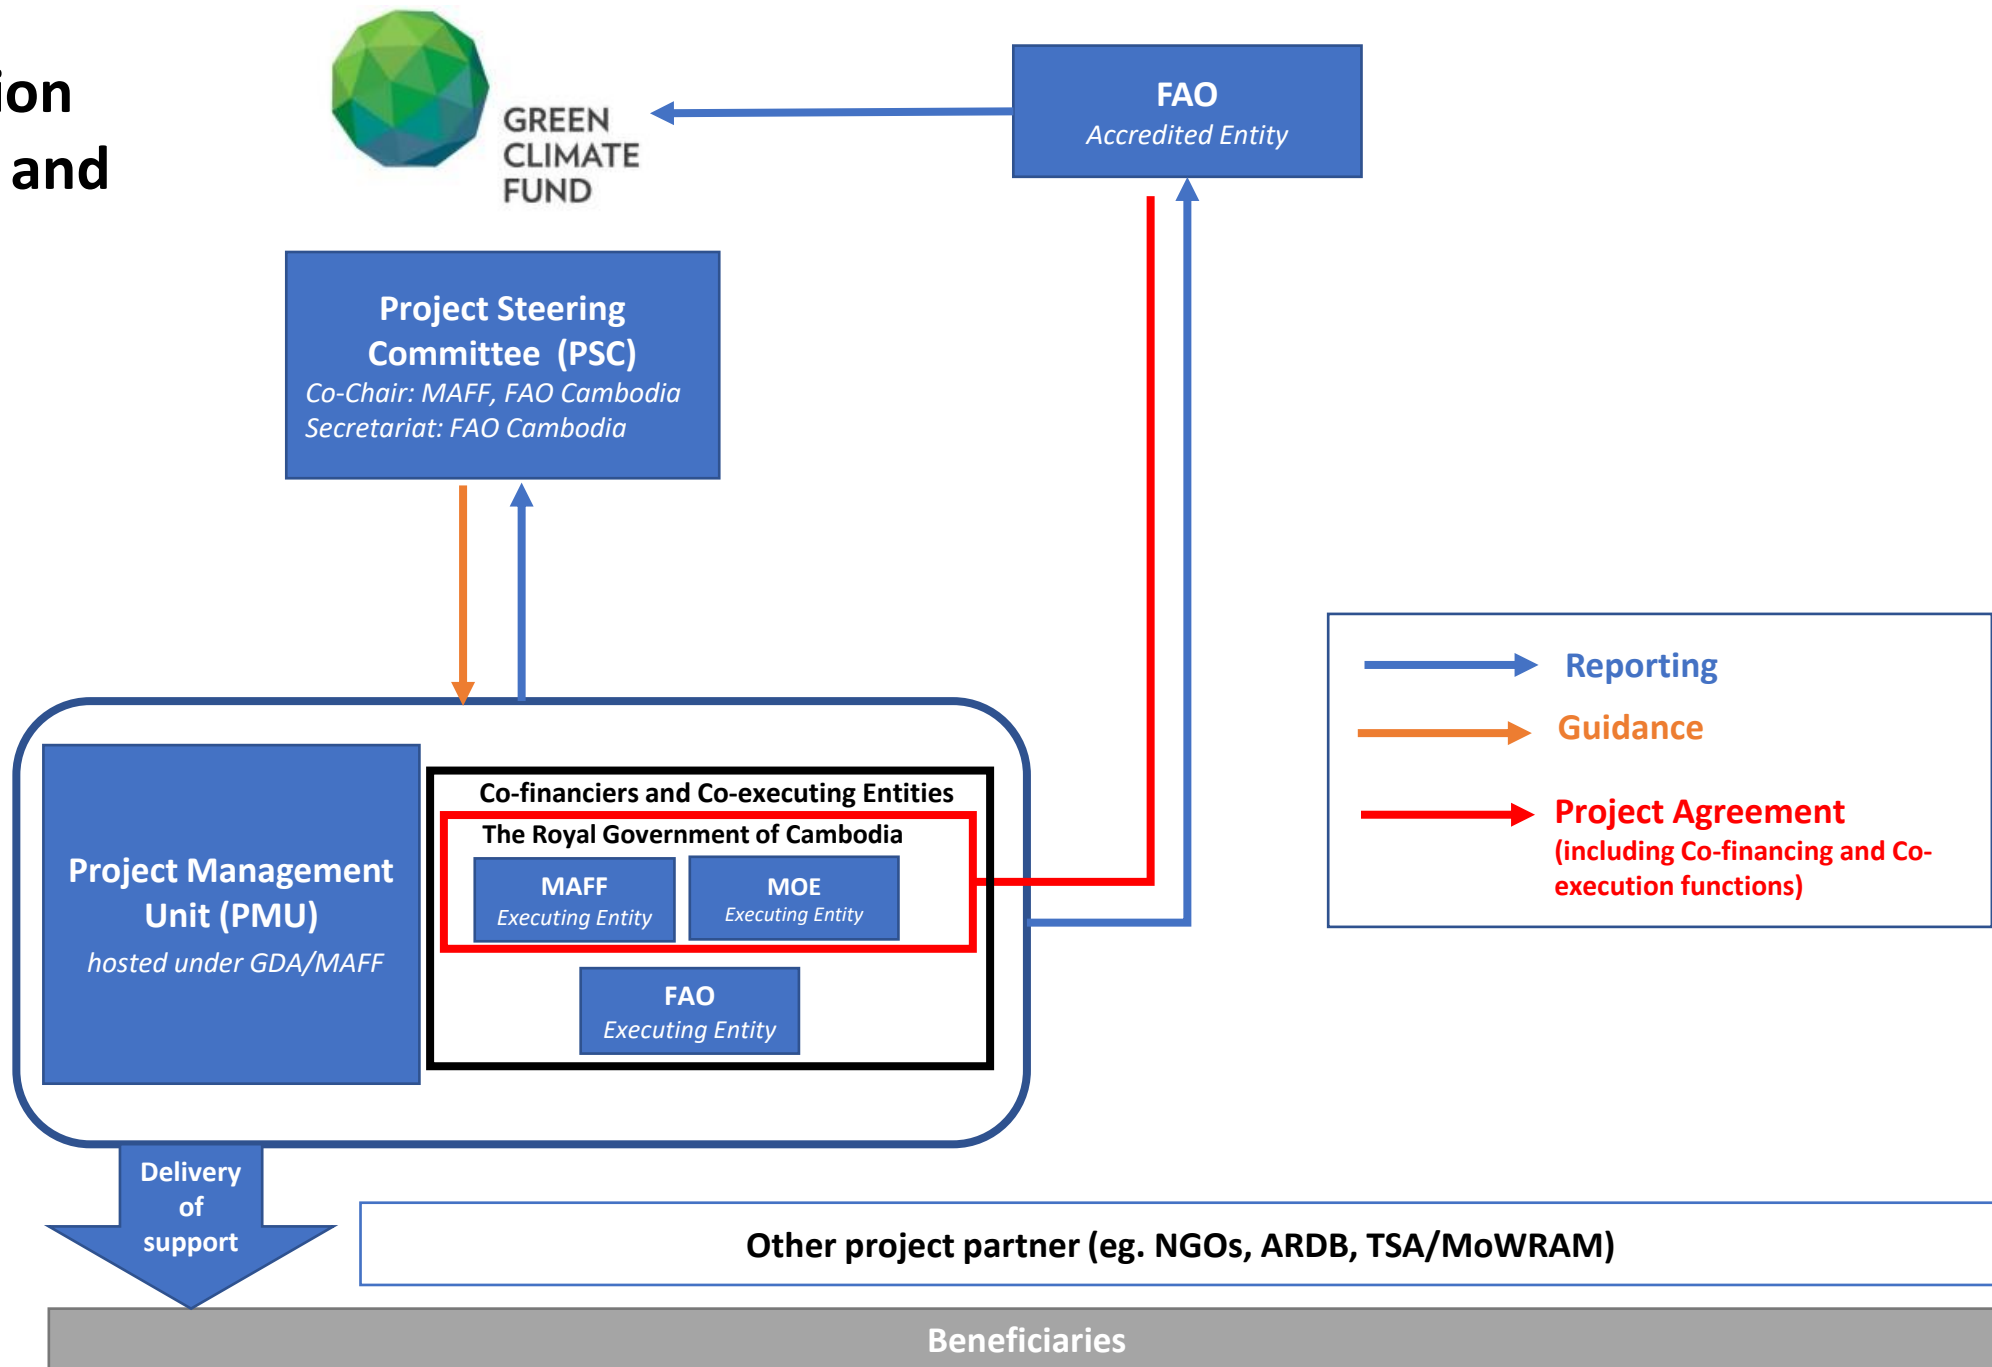 ion
and
GREEN
CLIMATE
FUND
FAO
Accredited Entity
Project Steering
Committee (PSC)
Co-Chair: MAFF, FAO Cambodia
Secretariat: FAO Cambodia
Reporting
Guidance
Project Agreement
(including Co-financing and Co-
execution functions)
Project Management
Unit (PMU)
hosted under GDA/MAFF
Co-financiers and Co-executing Entities
The Royal Government of Cambodia
MAFF
Executing Entity
MOE
Executing Entity
FAO
Executing Entity
Delivery
of
support
Other project partner (eg. NGOs, ARDB, TSA/MoWRAM)
Beneficiaries